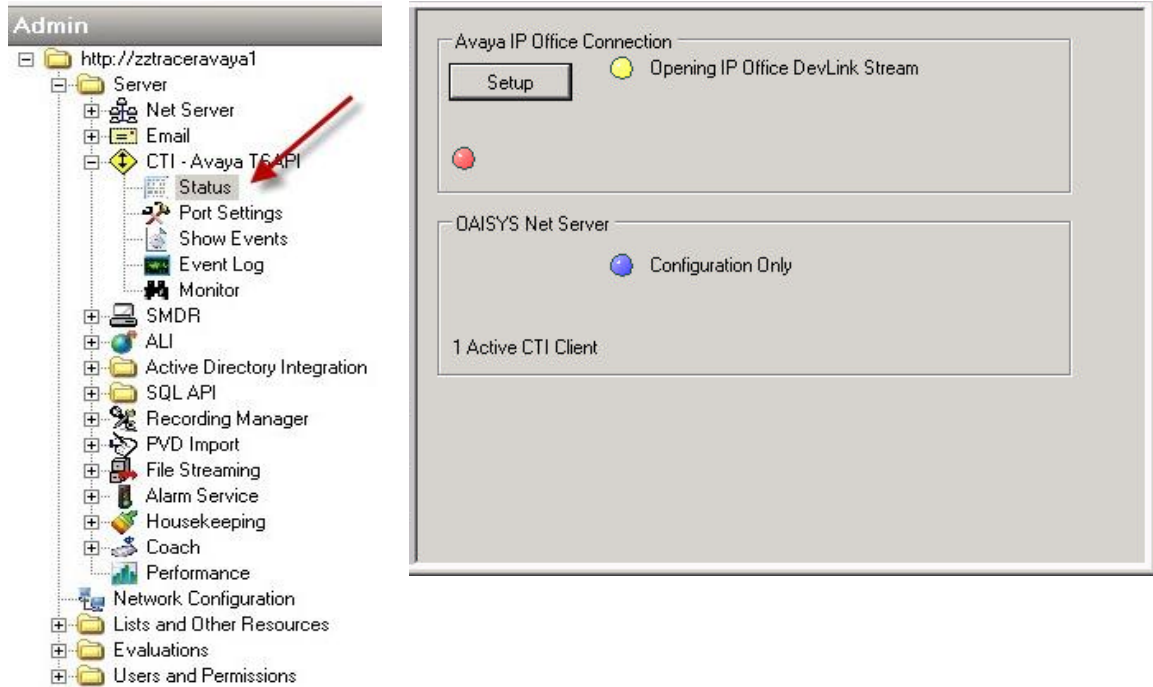 Admin
http://zztraceravaya1
Server
Net Server
Email
CTI - Avaya TSAPI
Status
Port Settings
Show Events
Event Log
Monitor
SMDR
ALI
Active Directory Integration
SQL API
Recording Manager
PVD Import
File Streaming
Alarm Service
Housekeeping
Coach
Performance
Network Configuration
Lists and Other Resources
Evaluations
Users and Permissions
Avaya IP Office Connection
Setup
Opening IP Office DevLink Stream
OAISYS Net Server
Configuration Only
1 Active CTI Client